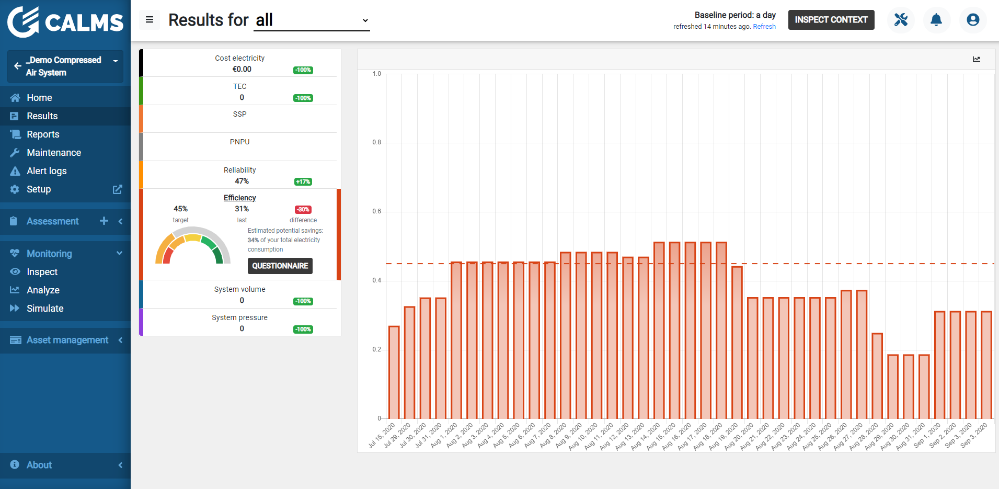 CALMS
_Demo Compressed
Air System
Home
Results
Reports
Maintenance
Alert logs
Setup
Assessment
Monitoring
Inspect
Analyze
Simulate
Asset management
About
Results for all
Baseline period: a day
refreshed 14 minutes ago. Refresh
INSPECT CONTEXT
Cost electricity
€0.00 -100%
TEC
0 -100%
SSP
PNPU
Reliability
47% +17%
Efficiency
45% 31% -30%
target last difference
Estimated potential savings:
34% of your total electricity
consumption
QUESTIONNAIRE
System volume
0 -100%
System pressure
0 -100%
1.0
0.8
0.6
0.4
0.2
0
Jul 15, 2020
Jul 29, 2020
Jul 30, 2020
Jul 31, 2020
Aug 1, 2020
Aug 2, 2020
Aug 3, 2020
Aug 4, 2020
Aug 5, 2020
Aug 6, 2020
Aug 7, 2020
Aug 8, 2020
Aug 9, 2020
Aug 10, 2020
Aug 11, 2020
Aug 12, 2020
Aug 13, 2020
Aug 14, 2020
Aug 15, 2020
Aug 16, 2020
Aug 17, 2020
Aug 18, 2020
Aug 19, 2020
Aug 20, 2020
Aug 21, 2020
Aug 22, 2020
Aug 23, 2020
Aug 24, 2020
Aug 25, 2020
Aug 26, 2020
Aug 27, 2020
Aug 28, 2020
Aug 29, 2020
Aug 30, 2020
Aug 31, 2020
Sep 1, 2020
Sep 2, 2020
Sep 3, 2020
Sep 3, 2020